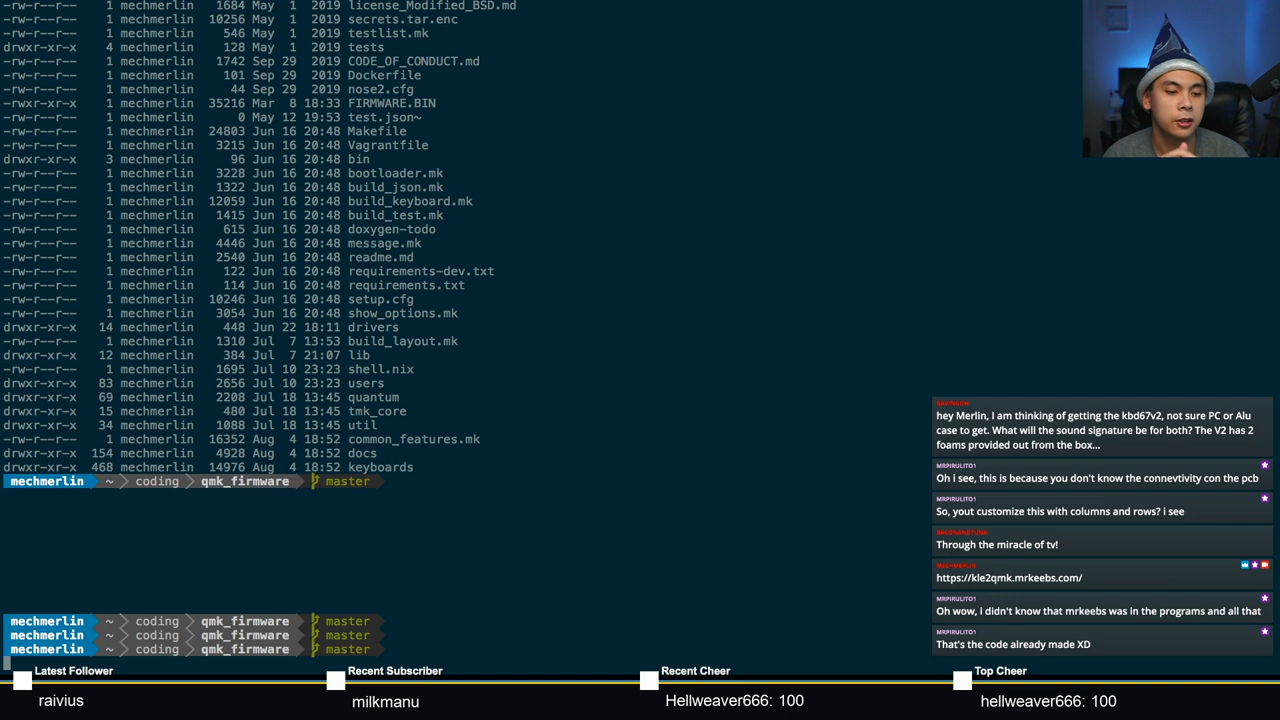 -rw-r--r-- 1 mechmerlin 1684 May 1 2019 license_Modified_BSD.md
-rw-r--r-- 1 mechmerlin 10256 May 1 2019 secrets.tar.enc
-rw-r--r-- 1 mechmerlin 546 May 1 2019 testlist.mk
drwxr-xr-x 4 mechmerlin 128 May 1 2019 tests
-rw-r--r-- 1 mechmerlin 1742 Sep 29 2019 CODE_OF_CONDUCT.md
-rw-r--r-- 1 mechmerlin 101 Sep 29 2019 Dockerfile
-rw-r--r-- 1 mechmerlin 44 Sep 29 2019 nose2.cfg
-rwxr-xr-x 1 mechmerlin 35216 Mar 8 18:33 FIRMWARE.BIN
-rw-r--r-- 1 mechmerlin 0 May 12 19:53 test.json~
-rw-r--r-- 1 mechmerlin 24803 Jun 16 20:48 Makefile
-rw-r--r-- 1 mechmerlin 3215 Jun 16 20:48 Vagrantfile
drwxr-xr-x 3 mechmerlin 96 Jun 16 20:48 bin
-rw-r--r-- 1 mechmerlin 3228 Jun 16 20:48 bootloader.mk
-rw-r--r-- 1 mechmerlin 1322 Jun 16 20:48 build_json.mk
-rw-r--r-- 1 mechmerlin 12059 Jun 16 20:48 build_keyboard.mk
-rw-r--r-- 1 mechmerlin 1415 Jun 16 20:48 build_test.mk
-rw-r--r-- 1 mechmerlin 615 Jun 16 20:48 doxygen-todo
-rw-r--r-- 1 mechmerlin 4446 Jun 16 20:48 message.mk
-rw-r--r-- 1 mechmerlin 2540 Jun 16 20:48 readme.md
-rw-r--r-- 1 mechmerlin 122 Jun 16 20:48 requirements-dev.txt
-rw-r--r-- 1 mechmerlin 114 Jun 16 20:48 requirements.txt
-rw-r--r-- 1 mechmerlin 10246 Jun 16 20:48 setup.cfg
-rw-r--r-- 1 mechmerlin 3054 Jun 16 20:48 show_options.mk
drwxr-xr-x 14 mechmerlin 448 Jun 22 18:11 drivers
-rw-r--r-- 1 mechmerlin 1310 Jul 7 13:53 build_layout.mk
drwxr-xr-x 12 mechmerlin 384 Jul 7 21:07 lib
-rw-r--r-- 1 mechmerlin 1695 Jul 10 23:23 shell.nix
drwxr-xr-x 83 mechmerlin 2656 Jul 10 23:23 users
drwxr-xr-x 69 mechmerlin 2208 Jul 18 13:45 quantum
drwxr-xr-x 15 mechmerlin 480 Jul 18 13:45 tmk_core
drwxr-xr-x 34 mechmerlin 1088 Jul 18 13:45 util
-rw-r--r-- 1 mechmerlin 16352 Aug 4 18:52 common_features.mk
drwxr-xr-x 154 mechmerlin 4928 Aug 4 18:52 docs
drwxr-xr-x 468 mechmerlin 14976 Aug 4 18:52 keyboards
mechmerlin ~ coding qmk_firmware master
mechmerlin ~ coding qmk_firmware master
mechmerlin ~ coding qmk_firmware master
mechmerlin ~ coding qmk_firmware master
hey Merlin, I am thinking of getting the kbd67v2, not sure PC or Alu
case to get. What will the sound signature be for both? The V2 has 2
foams provided out from the box...
MRPIRULITO1
Oh i see, this is because you don't know the connevtivity con the pcb
MRPIRULITO1
So, yout customize this with columns and rows? i see
Through the miracle of tv!
MECHMERLIN
https://kle2qmk.mrkeebs.com/
MRPIRULITO1
Oh wow, i didn't know that mrkeebs was in the programs and all that
MRPIRULITO1
That's the code already made XD
Latest Follower
raivius
Recent Subscriber
milkmanu
Recent Cheer
Hellweaver666: 100
Top Cheer
hellweaver666: 100